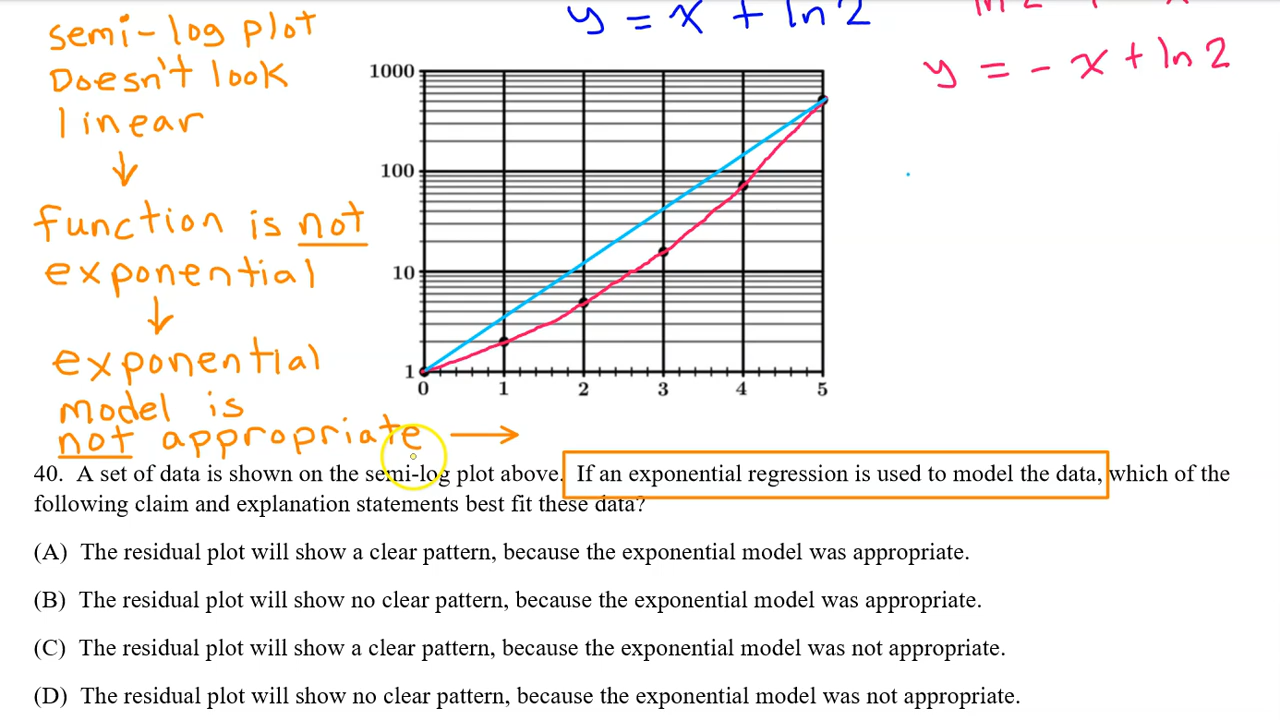 semi-log plot
Doesn't look
linear
function is not
exponential
exponential
model is
not appropriate
y = x + ln 2
y = - x + ln 2
1000
100
10
1
0 1 2 3 4 5
40. A set of data is shown on the semi-log plot above. If an exponential regression is used to model the data, which of the
following claim and explanation statements best fit these data?
(A) The residual plot will show a clear pattern, because the exponential model was appropriate.
(B) The residual plot will show no clear pattern, because the exponential model was appropriate.
(C) The residual plot will show a clear pattern, because the exponential model was not appropriate.
(D) The residual plot will show no clear pattern, because the exponential model was not appropriate.